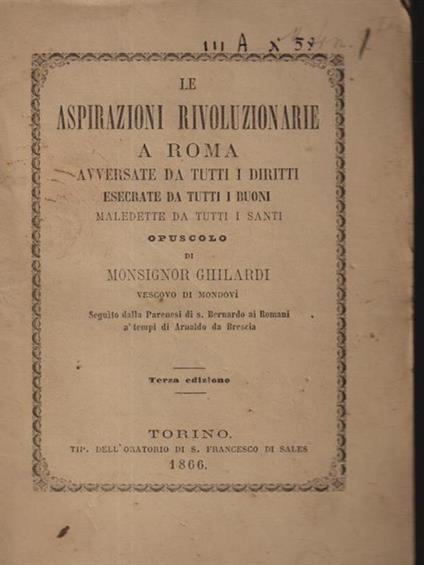 III A X 57
LE
ASPIRAZIONI RIVOLUZIONARIE
A ROMA
AVVERSATE DA TUTTI I DIRITTI
ESECRATE DA TUTTI I BUONI
MALEDETTE DA TUTTI I SANTI
OPUSCOLO
DI
MONSIGNOR GHILARDI
VESCOVO DI MONDOVÌ
Seguito dalla Parenesi di s. Bernardo ai Romani
a' tempi di Arnaldo da Brescia
Terza edizione
TORINO.
TIP. DELL'ORATORIO DI S. FRANCESCO DI SALES
1866.